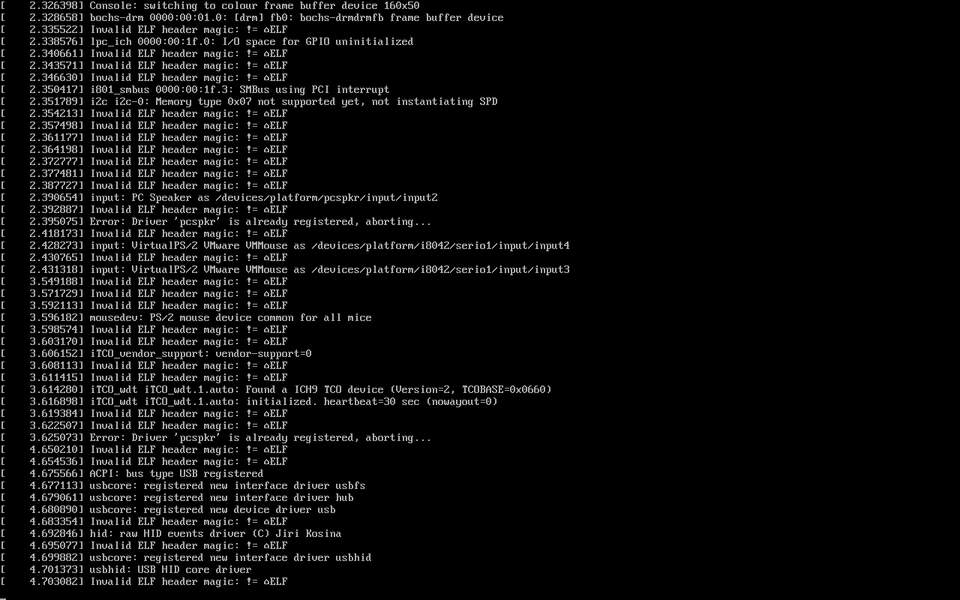 [    2.326398] Console: switching to colour frame buffer device 160x50
[    2.328658] bochs-drm 0000:00:01.0: [drm] fb0: bochs-drmdrmfb frame buffer device
[    2.335522] Invalid ELF header magic: != ⌂ELF
[    2.338576] lpc_ich 0000:00:1f.0: I/O space for GPIO uninitialized
[    2.340661] Invalid ELF header magic: != ⌂ELF
[    2.343571] Invalid ELF header magic: != ⌂ELF
[    2.346630] Invalid ELF header magic: != ⌂ELF
[    2.350417] i801_smbus 0000:00:1f.3: SMBus using PCI interrupt
[    2.351789] i2c i2c-0: Memory type 0x07 not supported yet, not instantiating SPD
[    2.354213] Invalid ELF header magic: != ⌂ELF
[    2.357498] Invalid ELF header magic: != ⌂ELF
[    2.361177] Invalid ELF header magic: != ⌂ELF
[    2.364198] Invalid ELF header magic: != ⌂ELF
[    2.372777] Invalid ELF header magic: != ⌂ELF
[    2.377481] Invalid ELF header magic: != ⌂ELF
[    2.387727] Invalid ELF header magic: != ⌂ELF
[    2.390654] input: PC Speaker as /devices/platform/pcspkr/input/input2
[    2.392887] Invalid ELF header magic: != ⌂ELF
[    2.395075] Error: Driver 'pcspkr' is already registered, aborting...
[    2.418173] Invalid ELF header magic: != ⌂ELF
[    2.428273] input: VirtualPS/2 VMware VMMouse as /devices/platform/i8042/serio1/input/input4
[    2.430765] Invalid ELF header magic: != ⌂ELF
[    2.431318] input: VirtualPS/2 VMware VMMouse as /devices/platform/i8042/serio1/input/input3
[    3.549188] Invalid ELF header magic: != ⌂ELF
[    3.571729] Invalid ELF header magic: != ⌂ELF
[    3.592113] Invalid ELF header magic: != ⌂ELF
[    3.596182] mousedev: PS/2 mouse device common for all mice
[    3.598574] Invalid ELF header magic: != ⌂ELF
[    3.603170] Invalid ELF header magic: != ⌂ELF
[    3.606152] iTCO_vendor_support: vendor-support=0
[    3.608113] Invalid ELF header magic: != ⌂ELF
[    3.611415] Invalid ELF header magic: != ⌂ELF
[    3.614280] iTCO_wdt iTCO_wdt.1.auto: Found a ICH9 TCO device (Version=2, TCOBASE=0x0660)
[    3.616898] iTCO_wdt iTCO_wdt.1.auto: initialized. heartbeat=30 sec (nowayout=0)
[    3.619384] Invalid ELF header magic: != ⌂ELF
[    3.622507] Invalid ELF header magic: != ⌂ELF
[    3.625073] Error: Driver 'pcspkr' is already registered, aborting...
[    4.650210] Invalid ELF header magic: != ⌂ELF
[    4.654536] Invalid ELF header magic: != ⌂ELF
[    4.675566] ACPI: bus type USB registered
[    4.677113] usbcore: registered new interface driver usbfs
[    4.679061] usbcore: registered new interface driver hub
[    4.680890] usbcore: registered new device driver usb
[    4.683354] Invalid ELF header magic: != ⌂ELF
[    4.692846] hid: raw HID events driver (C) Jiri Kosina
[    4.695077] Invalid ELF header magic: != ⌂ELF
[    4.699882] usbcore: registered new interface driver usbhid
[    4.701373] usbhid: USB HID core driver
[    4.703082] Invalid ELF header magic: != ⌂ELF